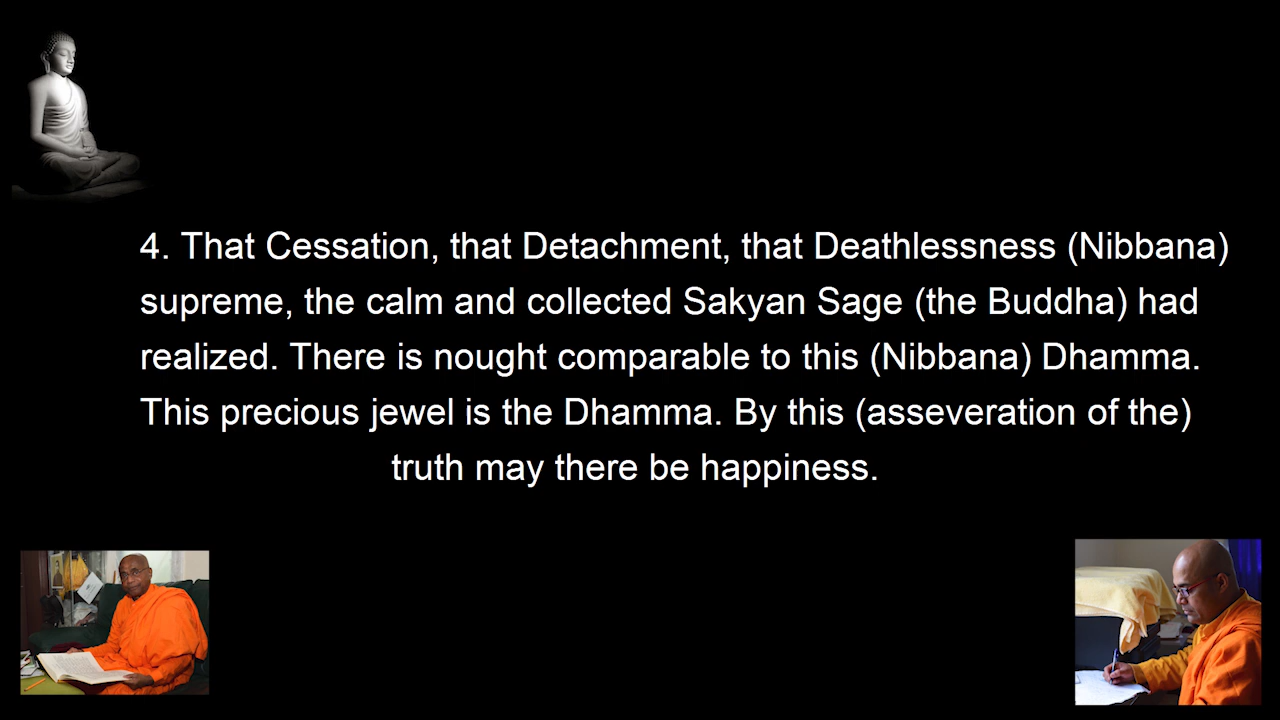 4. That Cessation, that Detachment, that Deathlessness (Nibbana)
supreme, the calm and collected Sakyan Sage (the Buddha) had
realized. There is nought comparable to this (Nibbana) Dhamma.
This precious jewel is the Dhamma. By this (asseveration of the)
truth may there be happiness.